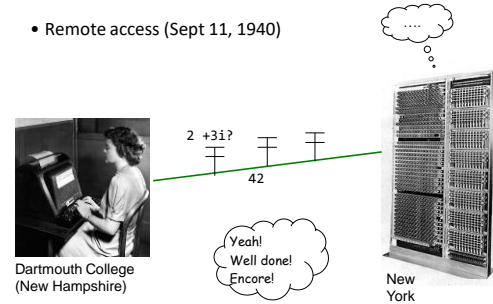 • Remote access (Sept 11, 1940)
....
2 +3i?
42
Yeah!
Well done!
Encore!
Dartmouth College
(New Hampshire)
New
York